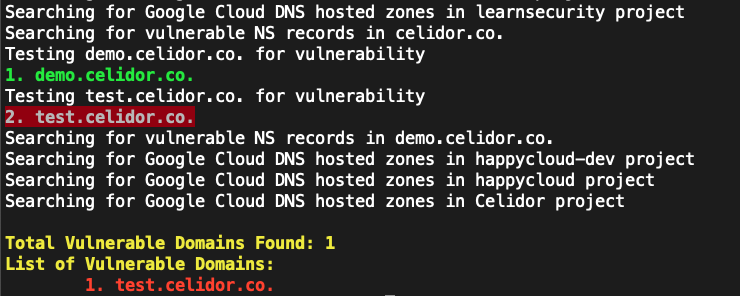 Searching for Google Cloud DNS hosted zones in learnsecurity project
Searching for vulnerable NS records in celidor.co.
Testing demo.celidor.co. for vulnerability
1. demo.celidor.co.
Testing test.celidor.co. for vulnerability
2. test.celidor.co.
Searching for vulnerable NS records in demo.celidor.co.
Searching for Google Cloud DNS hosted zones in happycloud-dev project
Searching for Google Cloud DNS hosted zones in happycloud project
Searching for Google Cloud DNS hosted zones in Celidor project
Total Vulnerable Domains Found: 1
List of Vulnerable Domains:
1. test.celidor.co.